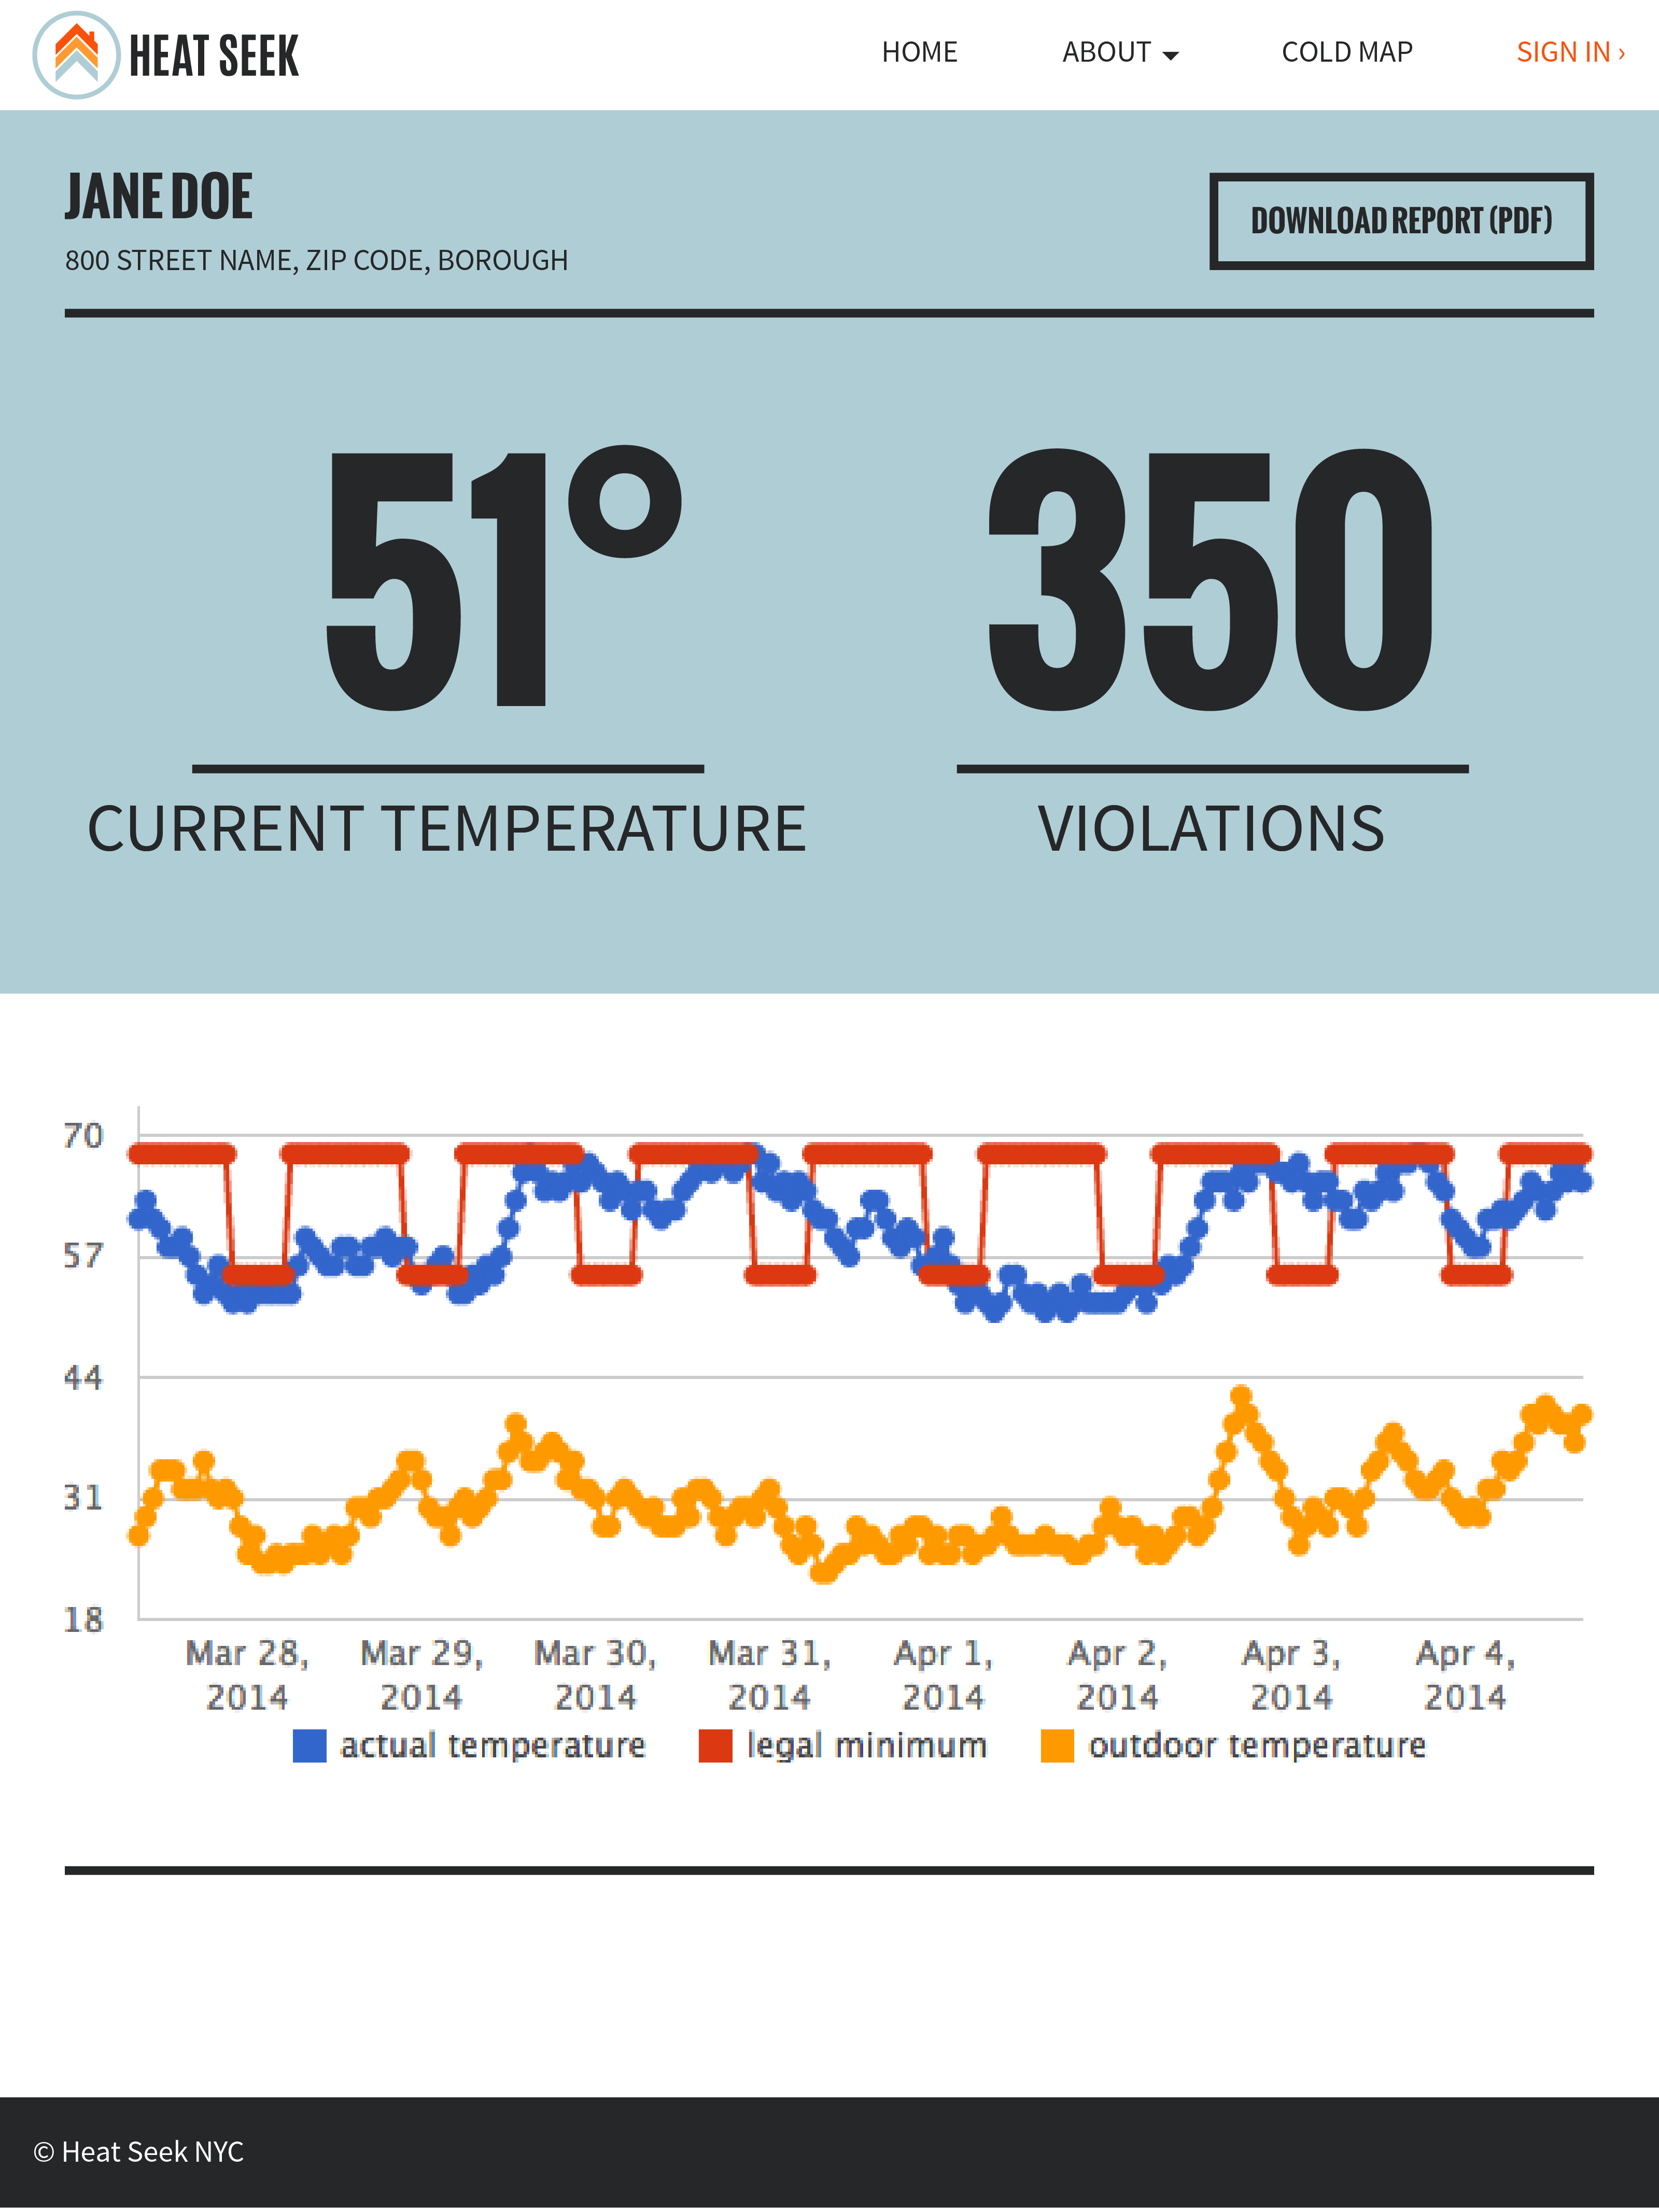 HEAT SEEK
HOME ABOUT COLD MAP SIGN IN ›
JANE DOE
DOWNLOAD REPORT (PDF)
800 STREET NAME, ZIP CODE, BOROUGH
51° 350
CURRENT TEMPERATURE VIOLATIONS
70
57
44
31
18
Mar 28, Mar 29, Mar 30, Mar 31, Apr 1, Apr 2, Apr 3, Apr 4,
2014 2014 2014 2014 2014 2014 2014 2014
actual temperature legal minimum outdoor temperature
© Heat Seek NYC